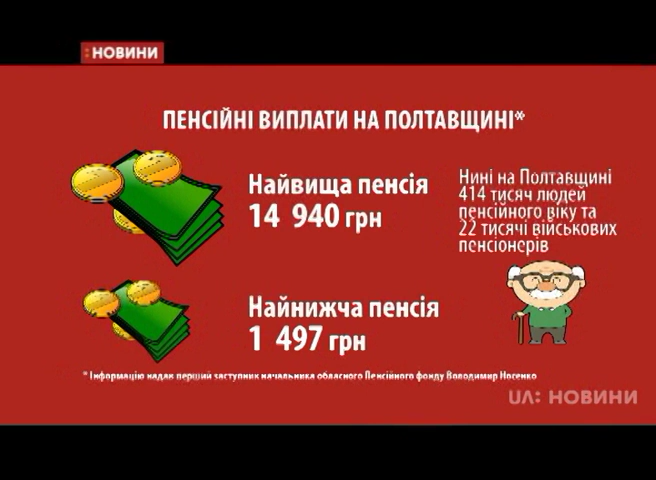 :НОВИНИ
ПЕНСІЙНІ ВИПЛАТИ НА ПОЛТАВЩИНІ*
Найвища пенсія
14 940 грн
Нині на Полтавщині
414 тисяч людей
пенсійного віку та
22 тисячі військових
пенсіонерів
Найнижча пенсія
1 497 грн
* Інформацію надав перший заступник начальника обласного Пенсійного фонду Володимир Носенко
UA: НОВИНИ